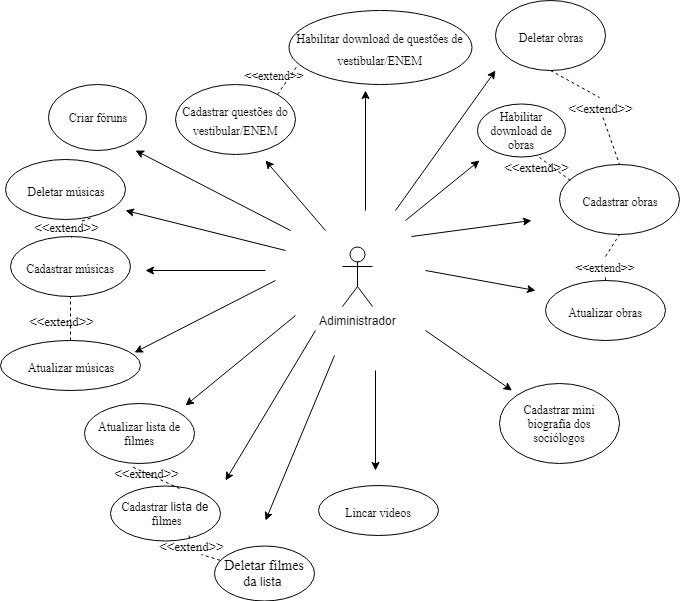 Habilitar download de questões de
vestibular/ENEM
Deletar obras
<<extend>>
Cadastrar questões do
vestibular/ENEM
<<extend>>
Criar fóruns
Habilitar
download de
obras
<<extend>>
Deletar músicas
<<extend>>
Cadastrar obras
Cadastrar músicas
<<extend>>
<<extend>>
Atualizar obras
Adiministrador
Atualizar músicas
Cadastrar mini
biografia dos
sociólogos
Atualizar lista de
filmes
<<extend>>
Cadastrar lista de
filmes
Lincar videos
<<extend>>
Deletar filmes
da lista